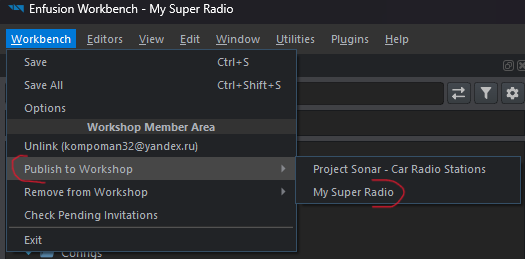 Enfusion Workbench - My Super Radio
Workbench Editors View Edit Window Utilities Plugins Help
Save Ctrl+S
Save All Ctrl+Shift+S
Options
Workshop Member Area
Unlink (kompoman32@yandex.ru)
Publish to Workshop
Project Sonar - Car Radio Stations
Remove from Workshop
My Super Radio
Check Pending Invitations
Exit
Configs